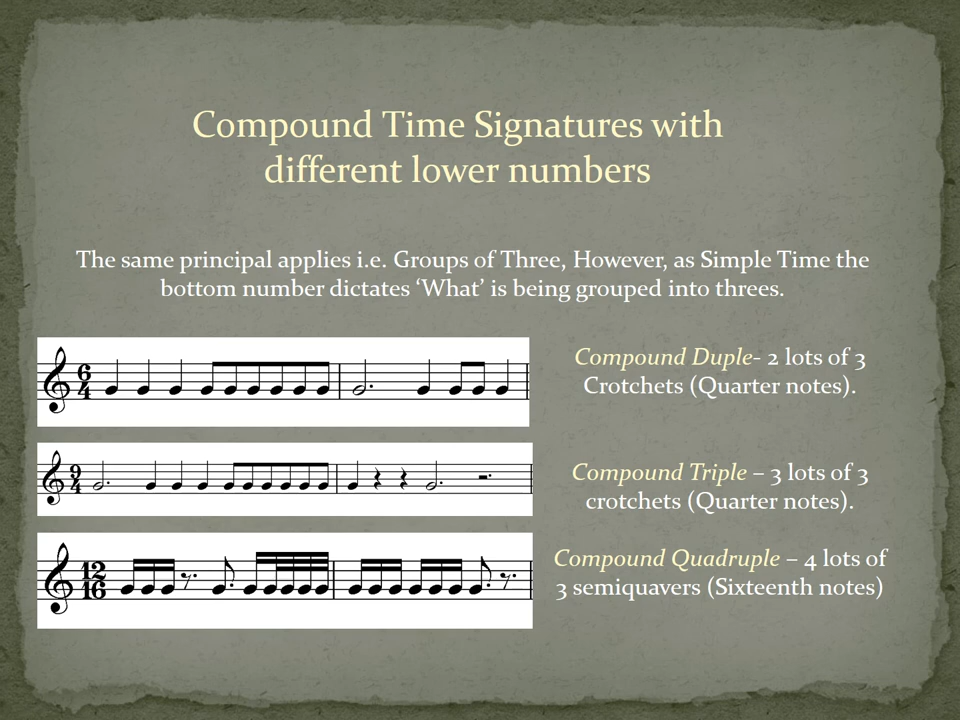 Compound Time Signatures with
different lower numbers
The same principal applies i.e. Groups of Three, However, as Simple Time the
bottom number dictates ‘What’ is being grouped into threes.
6
4
Compound Duple- 2 lots of 3
Crotchets (Quarter notes).
9
4
Compound Triple – 3 lots of 3
crotchets (Quarter notes).
12
16
Compound Quadruple – 4 lots of
3 semiquavers (Sixteenth notes)